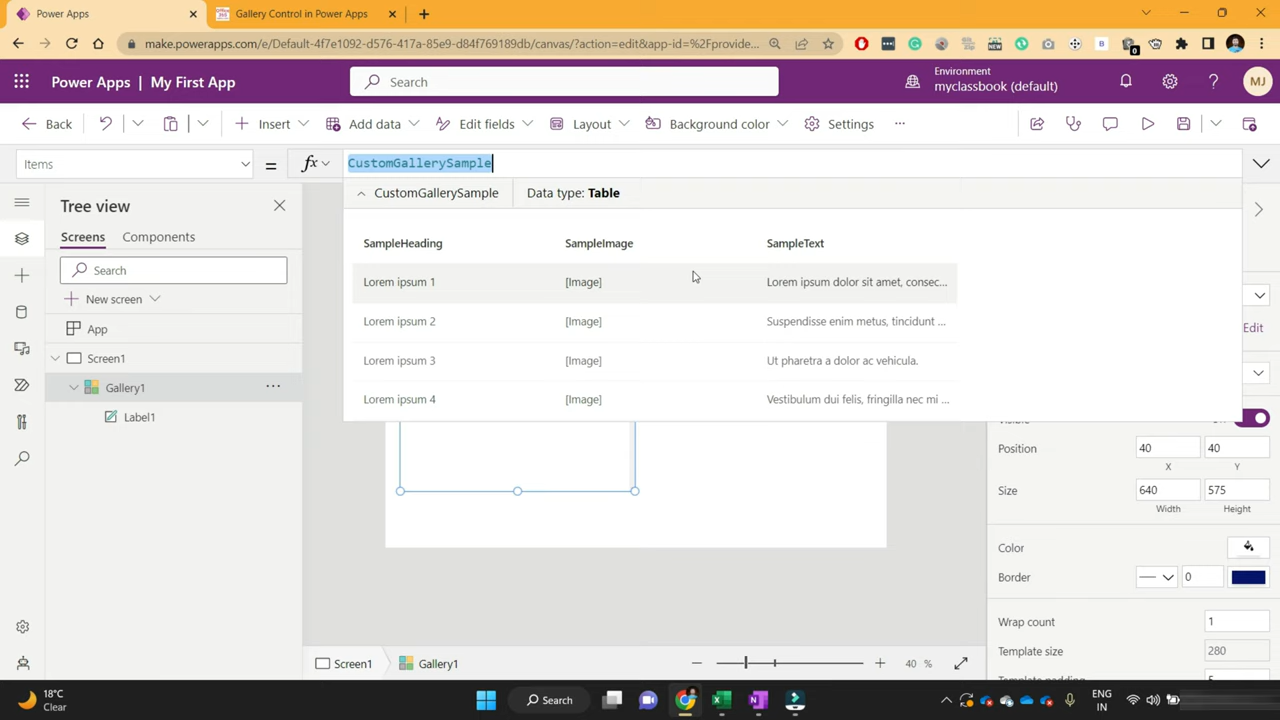 Power Apps
Gallery Control in Power Apps
make.powerapps.com/e/Default-4f7e1092-d576-417a-85e9-d84f769189db/canvas/?action=edit&app-id=%2Fprovide...
NEW
B
0
Power Apps | My First App
Search
Environment
myclassbook (default)
MJ
Back
Insert
Add data
Edit fields
Layout
Background color
Settings
Items
=
fx
CustomGallerySample
CustomGallerySample
Data type: Table
SampleHeading
SampleImage
SampleText
Lorem ipsum 1
[Image]
Lorem ipsum dolor sit amet, consec...
Lorem ipsum 2
[Image]
Suspendisse enim metus, tincidunt ...
Lorem ipsum 3
[Image]
Ut pharetra a dolor ac vehicula.
Lorem ipsum 4
[Image]
Vestibulum dui felis, fringilla nec mi ...
Tree view
Screens
Components
Search
New screen
App
Screen1
Gallery1
Label1
Edit
Position
40
40
X
Y
Size
640
575
Width
Height
Color
Border
0
Wrap count
1
Template size
280
Screen1
Gallery1
40 %
18°C
Clear
Search
ENG
IN